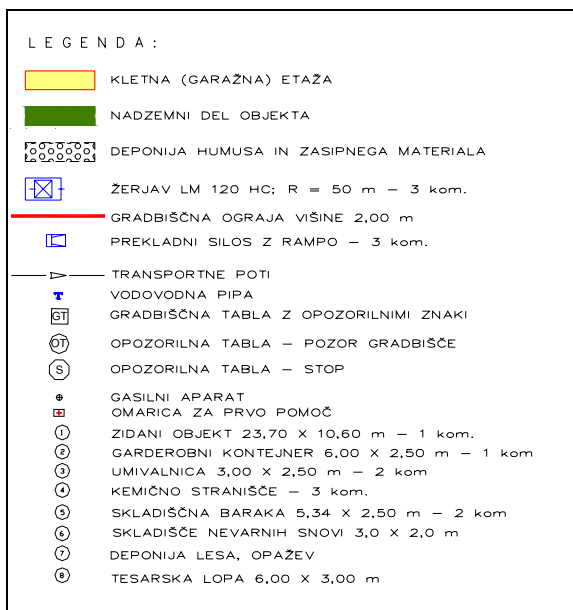 LEGENDA:
KLETNA (GARAŽNA) ETAŽA
NADZEMNI DEL OBJEKTA
DEPONIJA HUMUSA IN ZASIPNEGA MATERIALA
ŽERJAV LM 120 HC; R = 50 m – 3 kom.
GRADBIŠČNA OGRAJA VIŠINE 2,00 m
PREKLADNI SILOS Z RAMPO – 3 kom.
TRANSPORTNE POTI
VODOVODNA PIPA
GT GRADBIŠČNA TABLA Z OPOZORILNIMI ZNAKI
OT OPOZORILNA TABLA – POZOR GRADBIŠČE
S OPOZORILNA TABLA – STOP
GASILNI APARAT
OMARICA ZA PRVO POMOČ
1 ZIDANI OBJEKT 23,70 X 10,60 m – 1 kom.
2 GARDEROBNI KONTEJNER 6,00 X 2,50 m – 1 kom
3 UMIVALNICA 3,00 X 2,50 m – 2 kom
4 KEMIČNO STRANIŠČE – 3 kom.
5 SKLADIŠČNA BARAKA 5,34 X 2,50 m – 2 kom
6 SKLADIŠČE NEVARNIH SNOVI 3,0 X 2,0 m
7 DEPONIJA LESA, OPAŽEV
8 TESARSKA LOPA 6,00 X 3,00 m